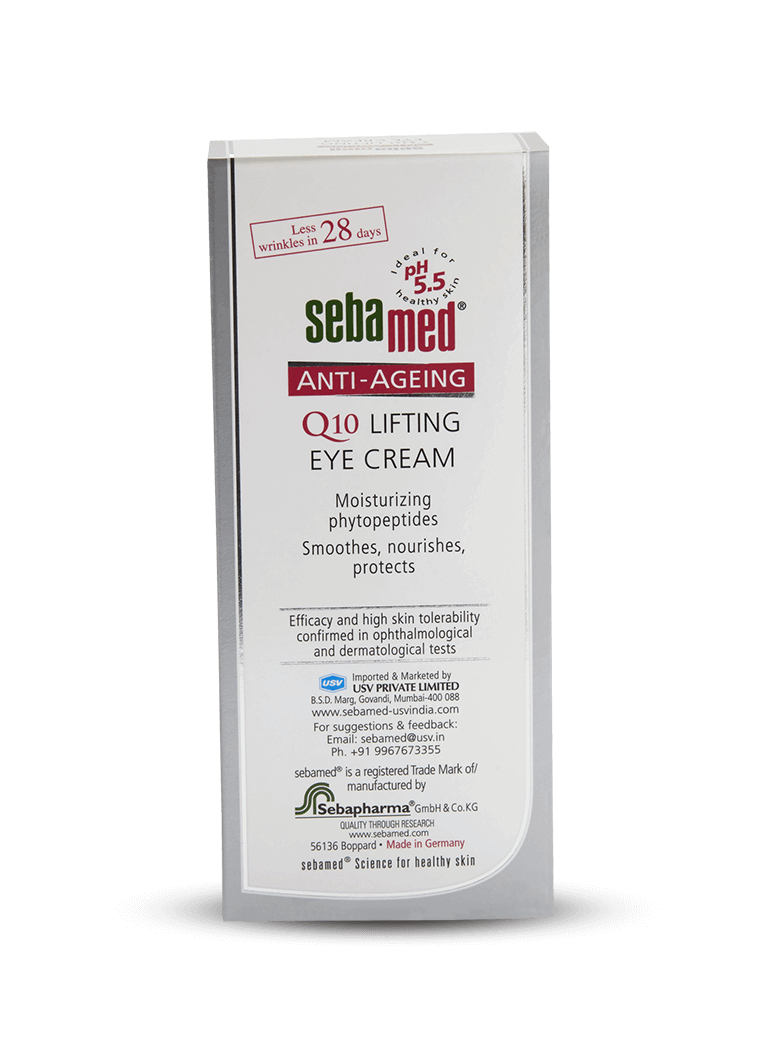 Less
wrinkles in 28 days
Ideal for
pH
5.5
healthy skin
sebamed®
ANTI-AGEING
Q10 LIFTING
EYE CREAM
Moisturizing
phytopeptides
Smoothes, nourishes,
protects
Efficacy and high skin tolerability
confirmed in ophthalmological
and dermatological tests
USV Imported & Marketed by
USV PRIVATE LIMITED
B.S.D. Marg, Govandi, Mumbai-400 088
www.sebamed-usvindia.com
For suggestions & feedback:
Email: sebamed@usv.in
Ph. +91 9967673355
sebamed® is a registered Trade Mark of/
manufactured by
Sebapharma® GmbH & Co.KG
QUALITY THROUGH RESEARCH
www.sebamed.com
56136 Boppard • Made in Germany
sebamed® Science for healthy skin